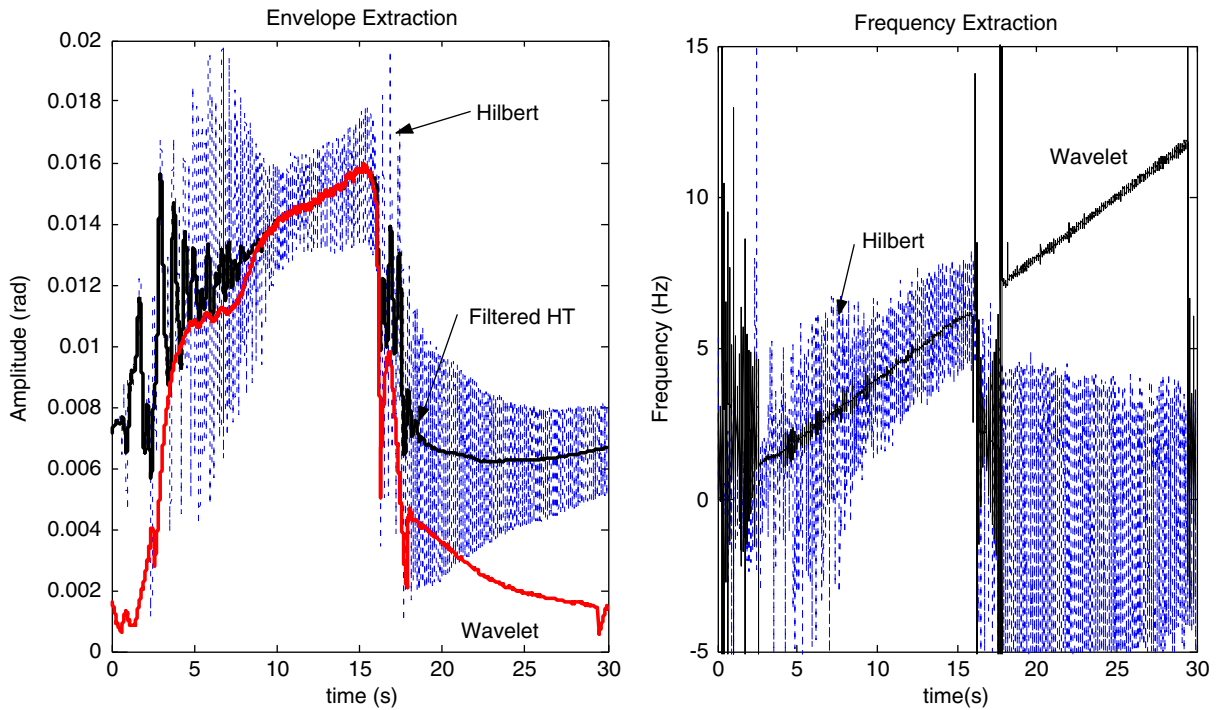 Envelope Extraction
0.02
0.018
0.016
0.014
0.012
0.01
0.008
0.006
0.004
0.002
0
Amplitude (rad)
Hilbert
Filtered HT
Wavelet
0 5 10 15 20 25 30
time (s)
Frequency Extraction
15
10
5
0
-5
Frequency (Hz)
Wavelet
Hilbert
0 5 10 15 20 25 30
time(s)